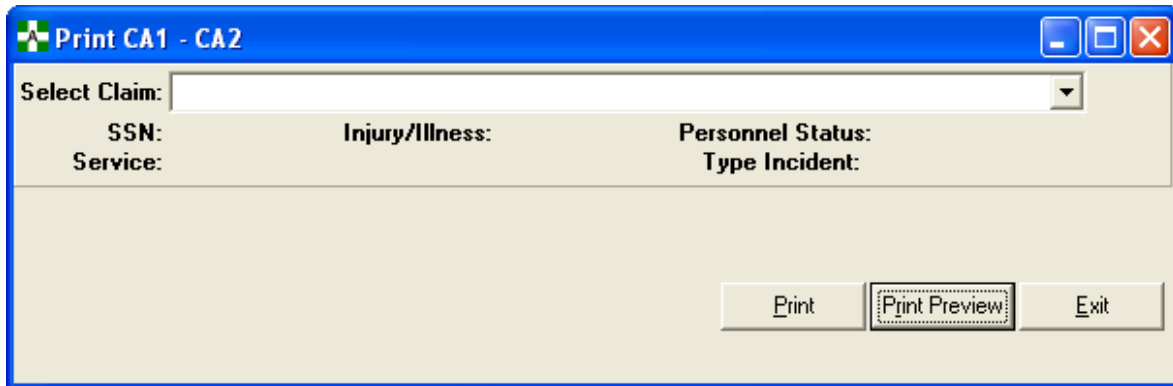 Print CA1 - CA2
Select Claim:
SSN: Injury/Illness: Personnel Status:
Service: Type Incident:
Print Print Preview Exit